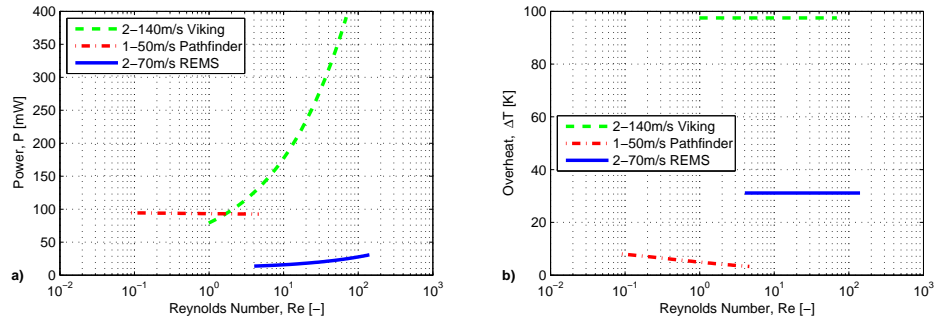 400
350
300
250
200
150
100
50
0
Power, P [mW]
2–140m/s Viking
1–50m/s Pathfinder
2–70m/s REMS
a)
10^-2
10^-1
10^0
10^1
10^2
10^3
Reynolds Number, Re [–]
100
80
60
40
20
0
Overheat, ΔT [K]
2–140m/s Viking
1–50m/s Pathfinder
2–70m/s REMS
b)
10^-2
10^-1
10^0
10^1
10^2
10^3
Reynolds Number, Re [–]